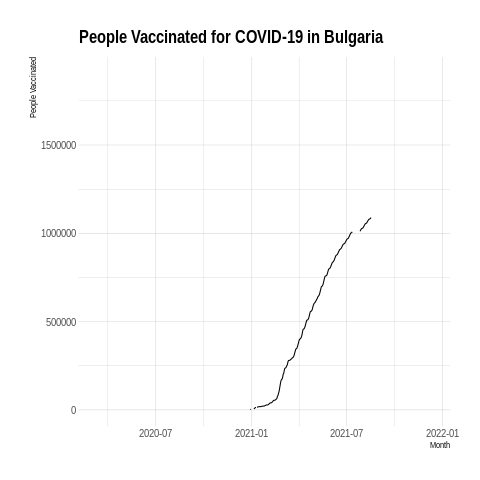 People Vaccinated for COVID-19 in Bulgaria
People Vaccinated
1500000
1000000
500000
0
2020-07 2021-01 2021-07 2022-01
Month